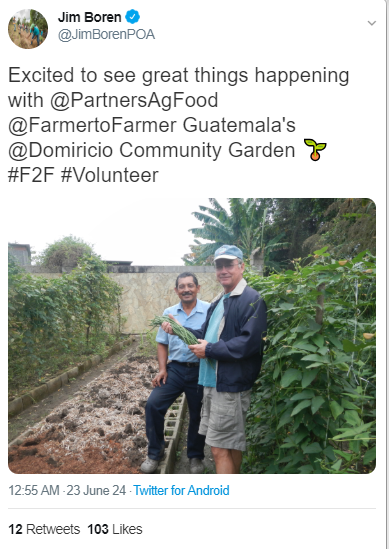 Jim Boren
@JimBorenPOA
Excited to see great things happening
with @PartnersAgFood
@FarmertoFarmer Guatemala's
@Domiricio Community Garden
#F2F #Volunteer
12:55 AM · 23 June 24 · Twitter for Android
12 Retweets 103 Likes